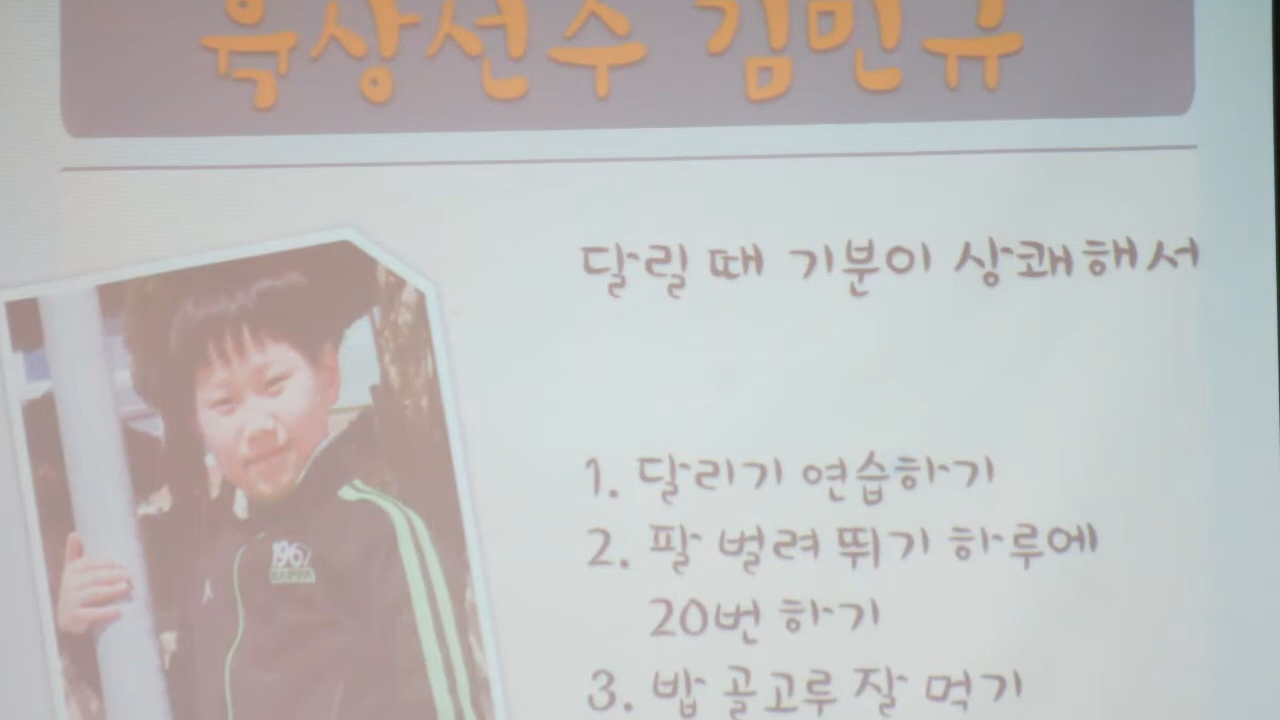 육상선수 김민규
달릴 때 기분이 상쾌해서
1. 달리기 연습하기
2. 팔 벌려 뛰기 하루에
20번 하기
3. 밥 골고루 잘 먹기
196